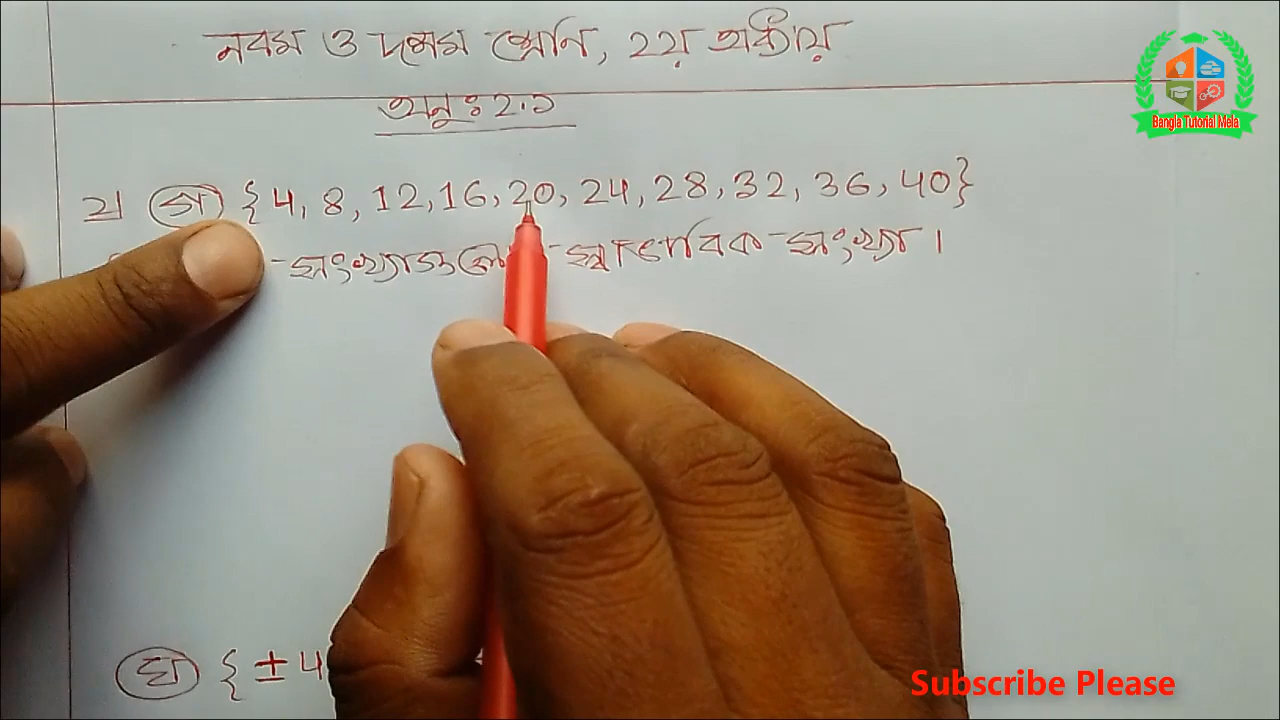 নবম ও দশম শ্রেণি, ২য় অধ্যায়
অনুঃ ২.১
Bangla Tutorial Mela
২। গ {4, 8, 12, 16, 20, 24, 28, 32, 36, 40}
সংখ্যাগুলো স্বাভাবিক সংখ্যা।
ঘ { ± 4
Subscribe Please